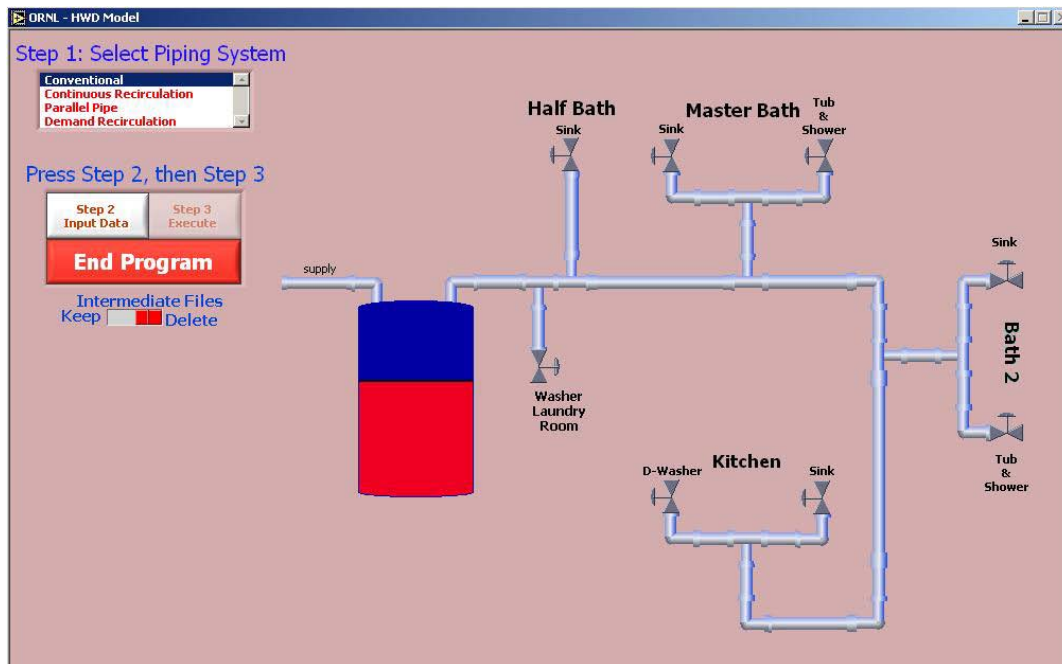 ORNL - HWD Model
Step 1: Select Piping System
Conventional
Continuous Recirculation
Parallel Pipe
Demand Recirculation
Press Step 2, then Step 3
Step 2
Input Data
Step 3
Execute
End Program
Intermediate Files
Keep
Delete
supply
Half Bath
Sink
Master Bath
Sink
Tub
&
Shower
Washer
Laundry
Room
Sink
Bath 2
Tub
&
Shower
Kitchen
D-Washer
Sink